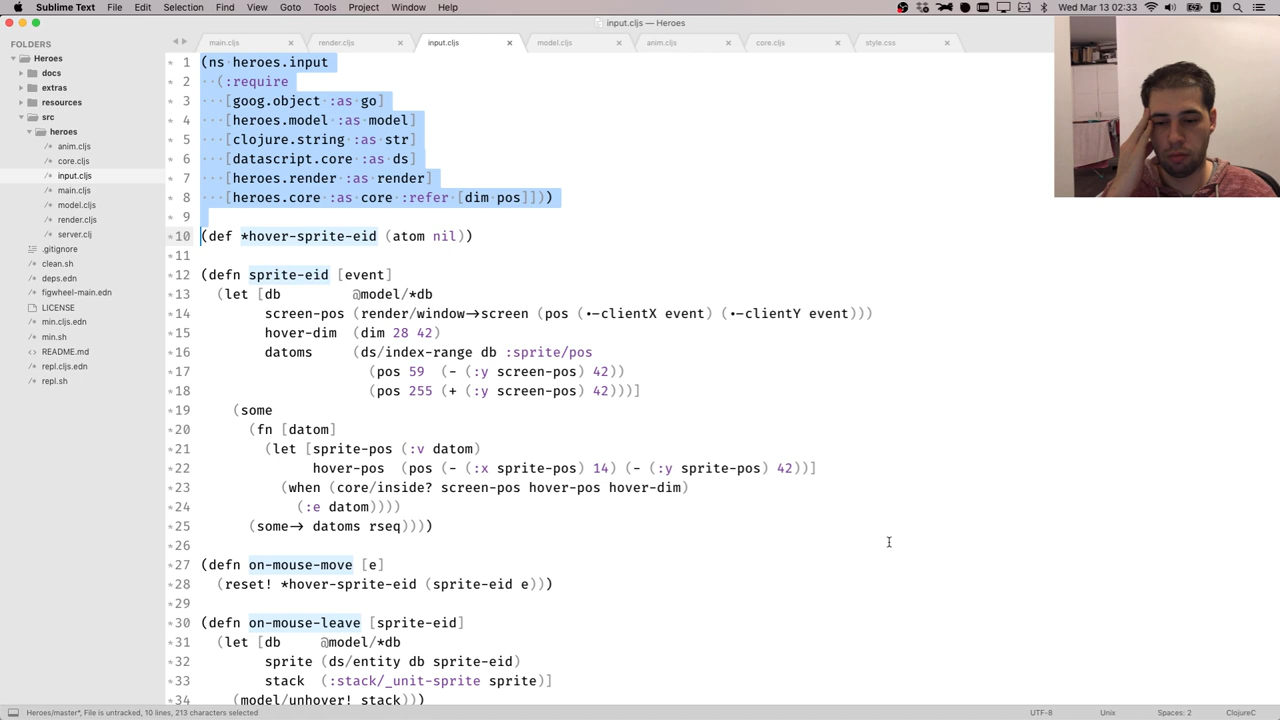 Sublime Text File Edit Selection Find View Goto Tools Project Window Help
Wed Mar 13 02:33
input.cljs — Heroes
FOLDERS
Heroes
docs
extras
resources
src
heroes
/* anim.cljs
/* core.cljs
/* input.cljs
/* main.cljs
/* model.cljs
/* render.cljs
/* server.clj
.gitignore
/* clean.sh
/* deps.edn
/* figwheel-main.edn
LICENSE
/* min.cljs.edn
/* min.sh
<> README.md
/* repl.cljs.edn
/* repl.sh
main.cljs × render.cljs × input.cljs × model.cljs × anim.cljs × core.cljs × style.css ×
1 (ns heroes.input
2 (:require
3 [goog.object :as go]
4 [heroes.model :as model]
5 [clojure.string :as str]
6 [datascript.core :as ds]
7 [heroes.render :as render]
8 [heroes.core :as core :refer [dim pos]]))
9
10 (def *hover-sprite-eid (atom nil))
11
12 (defn sprite-eid [event]
13 (let [db @model/*db
14 screen-pos (render/window→screen (pos (•−clientX event) (•−clientY event)))
15 hover-dim (dim 28 42)
16 datoms (ds/index-range db :sprite/pos
17 (pos 59 (- (:y screen-pos) 42))
18 (pos 255 (+ (:y screen-pos) 42)))]
19 (some
20 (fn [datom]
21 (let [sprite-pos (:v datom)
22 hover-pos (pos (- (:x sprite-pos) 14) (- (:y sprite-pos) 42))]
23 (when (core/inside? screen-pos hover-pos hover-dim)
24 (:e datom))))
25 (some→ datoms rseq))))
26
27 (defn on-mouse-move [e]
28 (reset! *hover-sprite-eid (sprite-eid e)))
29
30 (defn on-mouse-leave [sprite-eid]
31 (let [db @model/*db
32 sprite (ds/entity db sprite-eid)
33 stack (:stack/_unit-sprite sprite)]
34 (model/unhover! stack)))
Heroes/master*, File is untracked, 10 lines, 213 characters selected
UTF-8 Unix Spaces: 2 ClojureC